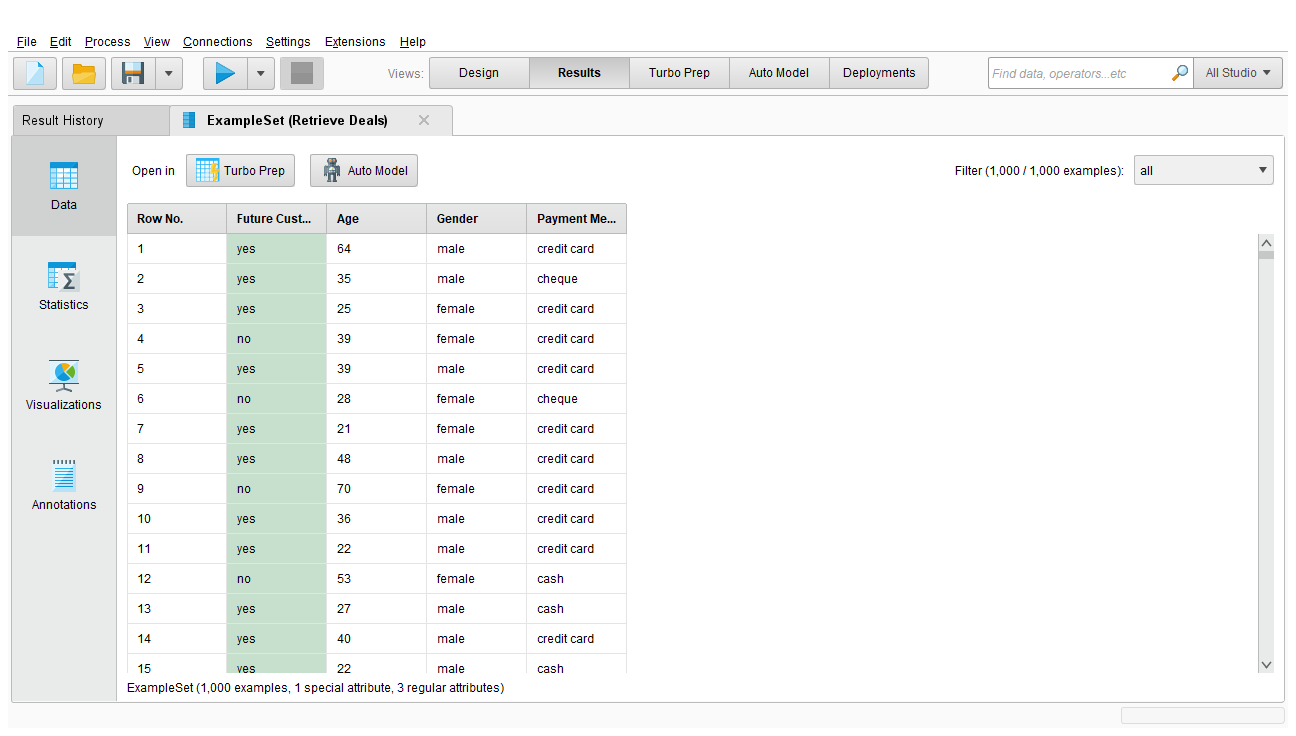 File Edit Process View Connections Settings Extensions Help
Views: Design Results Turbo Prep Auto Model Deployments Find data, operators...etc All Studio
Result History ExampleSet (Retrieve Deals)
Open in Turbo Prep Auto Model Filter (1,000 / 1,000 examples): all
Data
Statistics
Visualizations
Annotations
Row No. Future Cust... Age Gender Payment Me...
1 yes 64 male credit card
2 yes 35 male cheque
3 yes 25 female credit card
4 no 39 female credit card
5 yes 39 male credit card
6 no 28 female cheque
7 yes 21 female credit card
8 yes 48 male credit card
9 no 70 female credit card
10 yes 36 male credit card
11 yes 22 male credit card
12 no 53 female cash
13 yes 27 male cash
14 yes 40 male credit card
15 yes 22 male cash
ExampleSet (1,000 examples, 1 special attribute, 3 regular attributes)